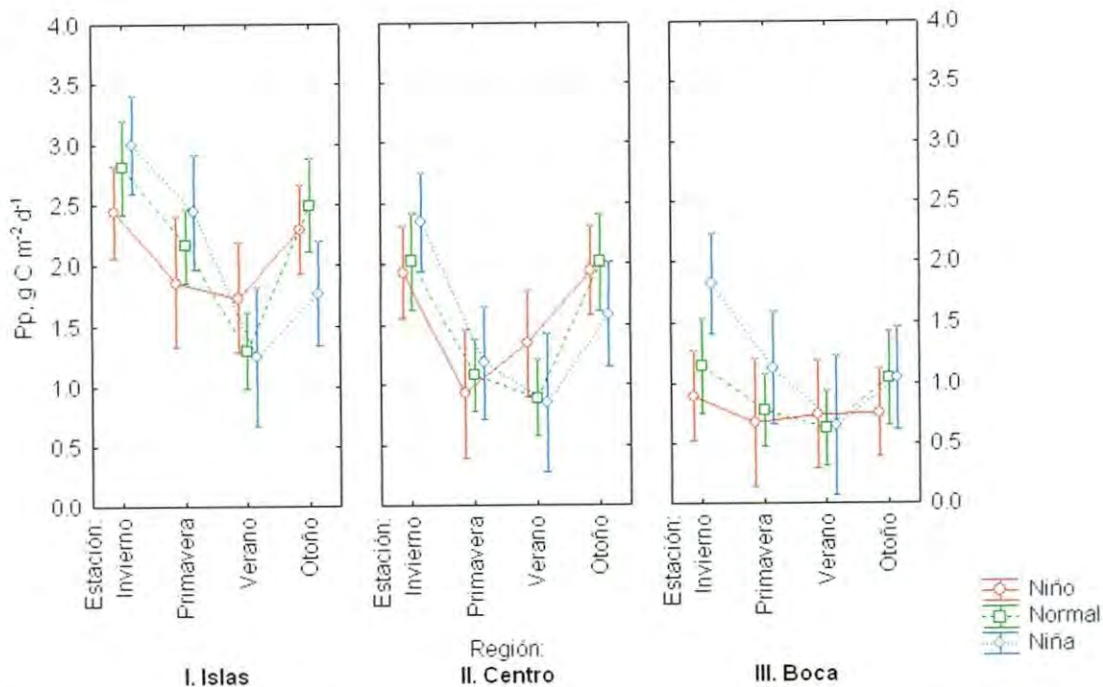 4.0
3.5
3.0
2.5
2.0
1.5
1.0
0.5
0.0
Pp, g C m⁻² d⁻¹
4.0
3.5
3.0
2.5
2.0
1.5
1.0
0.5
0.0
Estación:
Invierno
Primavera
Verano
Otoño
Estación:
Invierno
Primavera
Verano
Otoño
Estación:
Invierno
Primavera
Verano
Otoño
Región:
I. Islas
II. Centro
III. Boca
Niño
Normal
Niña